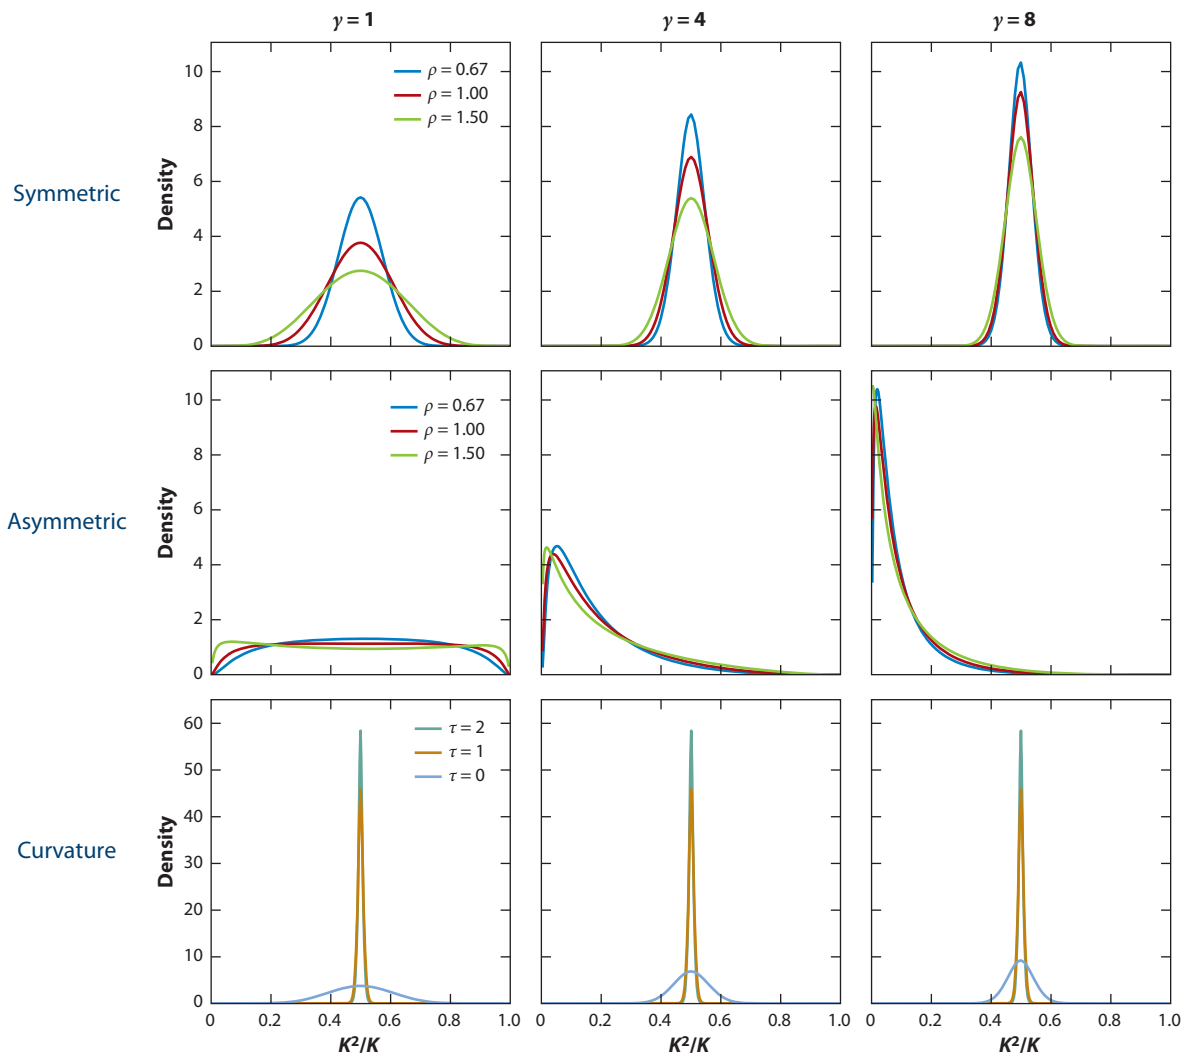 γ = 1 γ = 4 γ = 8
Symmetric
Density
10
8
6
4
2
0
ρ = 0.67
ρ = 1.00
ρ = 1.50
Asymmetric
Density
10
8
6
4
2
0
ρ = 0.67
ρ = 1.00
ρ = 1.50
Curvature
Density
60
50
40
30
20
10
0
τ = 2
τ = 1
τ = 0
0 0.2 0.4 0.6 0.8 1.0 0 0.2 0.4 0.6 0.8 1.0 0 0.2 0.4 0.6 0.8 1.0
K²/K K²/K K²/K